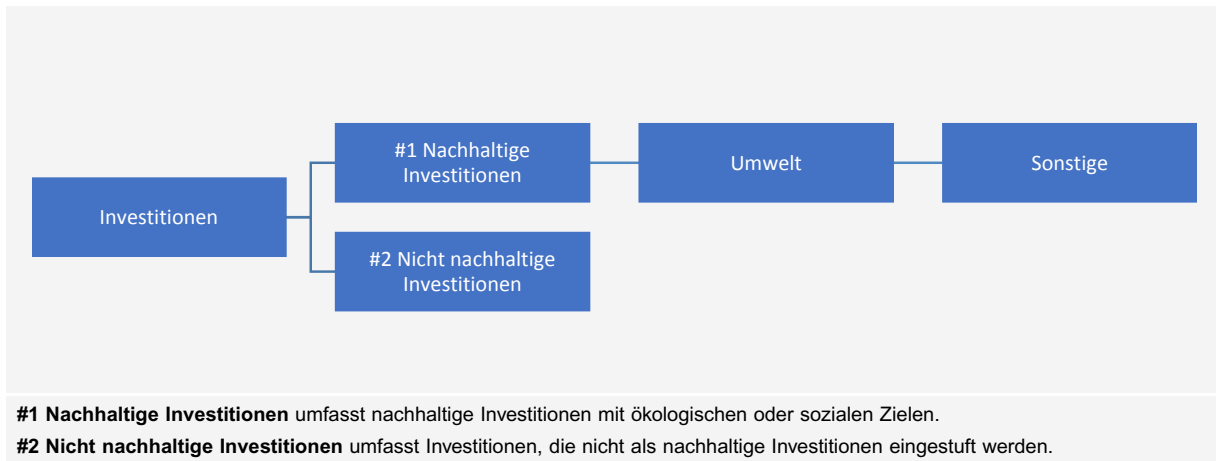 #1 Nachhaltige
Investitionen
Umwelt
Sonstige
Investitionen
#2 Nicht nachhaltige
Investitionen
#1 Nachhaltige Investitionen umfasst nachhaltige Investitionen mit ökologischen oder sozialen Zielen.
#2 Nicht nachhaltige Investitionen umfasst Investitionen, die nicht als nachhaltige Investitionen eingestuft werden.